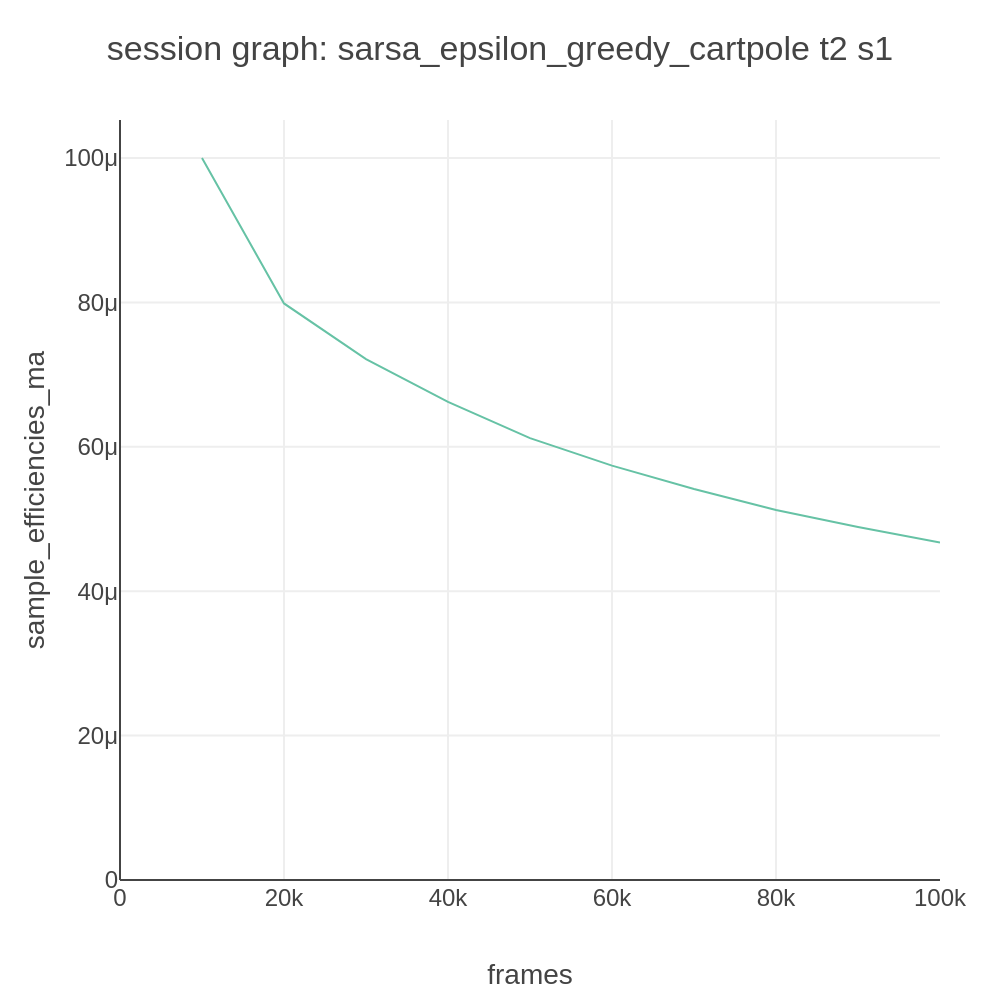 session graph: sarsa_epsilon_greedy_cartpole t2 s1
100μ
80μ
60μ
40μ
20μ
0
sample_efficiencies_ma
0 20k 40k 60k 80k 100k
frames